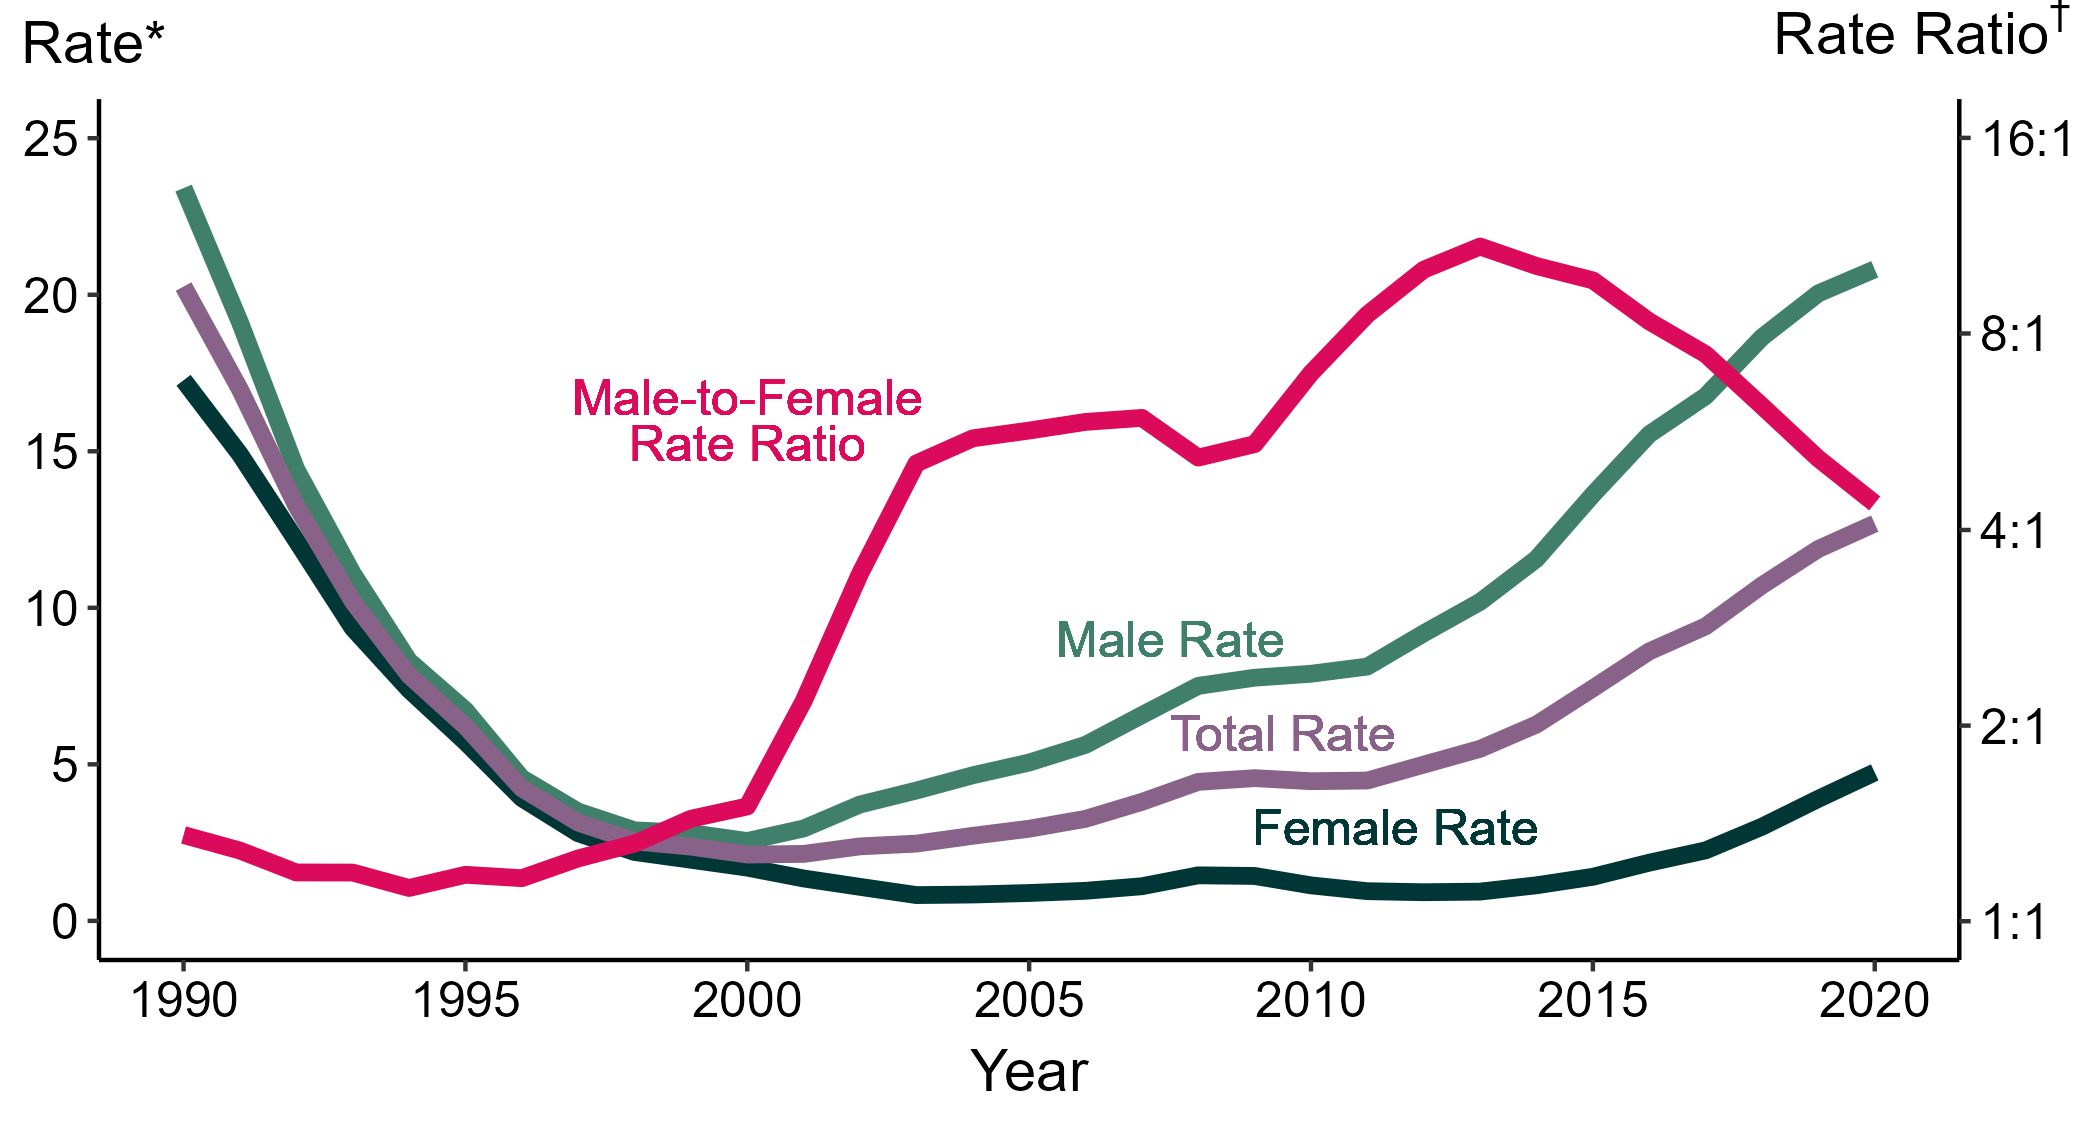 Rate*
Rate Ratio†
25
20
15
10
5
0
16:1
8:1
4:1
2:1
1:1
Male-to-Female
Rate Ratio
Male Rate
Total Rate
Female Rate
1990 1995 2000 2005 2010 2015 2020
Year